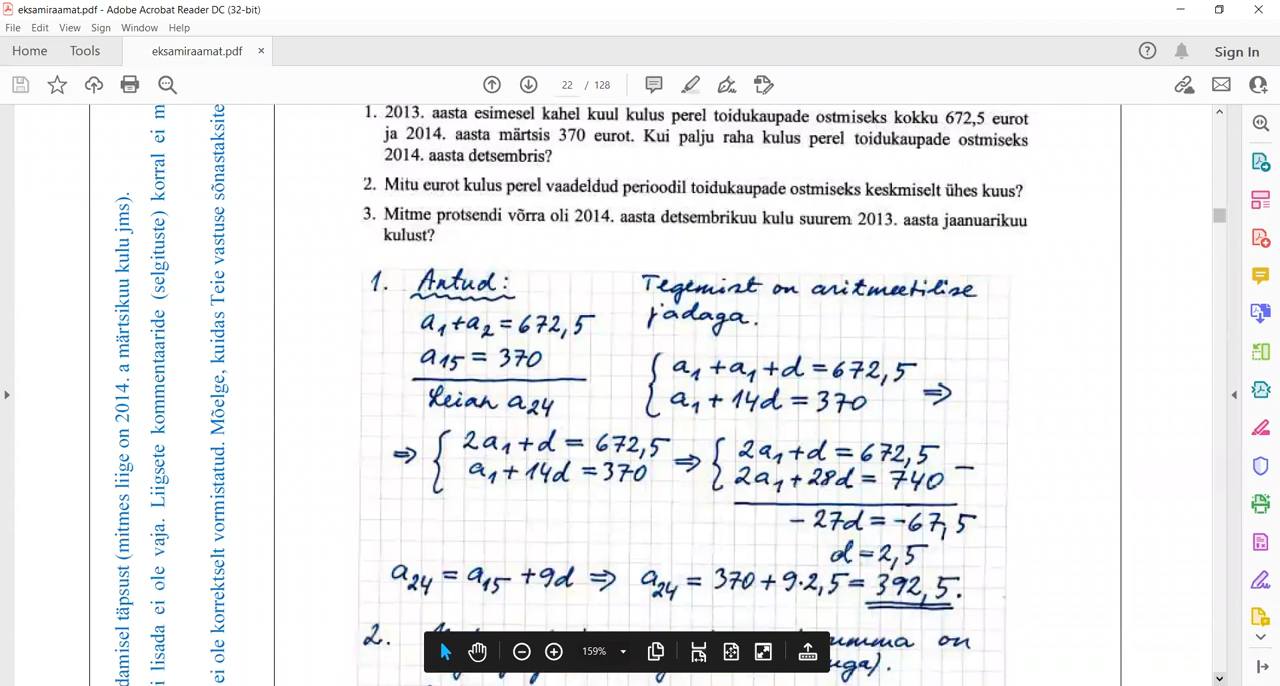 eksamiraamat.pdf - Adobe Acrobat Reader DC (32-bit)
File Edit View Sign Window Help
Home Tools eksamiraamat.pdf × Sign In
22 / 128
1. 2013. aasta esimesel kahel kuul kulus perel toidukaupade ostmiseks kokku 672,5 eurot
ja 2014. aasta märtsis 370 eurot. Kui palju raha kulus perel toidukaupade ostmiseks
2014. aasta detsembris?
2. Mitu eurot kulus perel vaadeldud perioodil toidukaupade ostmiseks keskmiselt ühes kuus?
3. Mitme protsendi võrra oli 2014. aasta detsembrikuu kulu suurem 2013. aasta jaanuarikuu
kulust?
damisel täpsust (mitmes liige on 2014. a märtsikuu kulu jms).
i lisada ei ole vaja. Liigsete kommentaaride (selgituste) korral ei m
ei ole korrektselt vormistatud. Mõelge, kuidas Teie vastuse sõnastaksite
1. Antud:
a₁+a₂ = 672,5
a₁₅ = 370
Leian a₂₄
Tegemist on aritmeetilise
jadaga.
{ a₁ + a₁ + d = 672,5
a₁ + 14d = 370 ⇒
⇒ { 2a₁ + d = 672,5
a₁ + 14d = 370
⇒ { 2a₁ + d = 672,5 –
2a₁ + 28d = 740
– 27d = – 67,5
d = 2,5
a₂₄ = a₁₅ + 9d ⇒ a₂₄ = 370 + 9·2,5 = 392,5.
2. umma on
uga).
159%